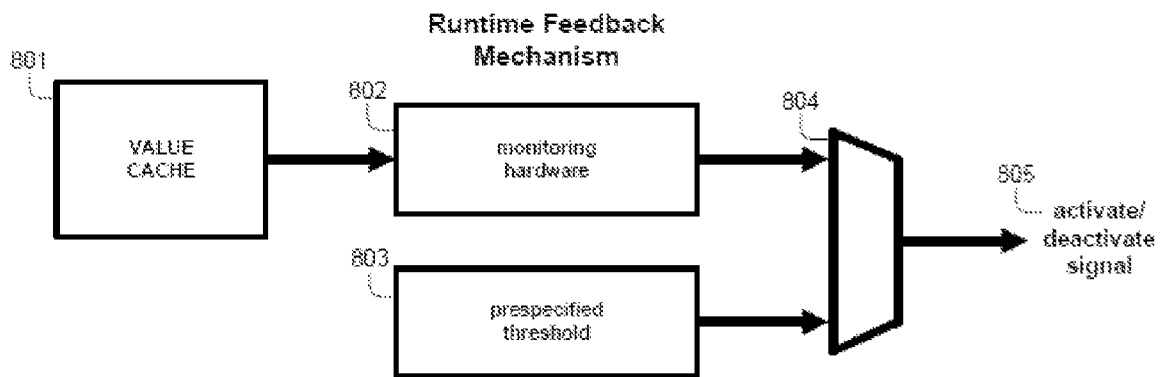 Runtime Feedback
Mechanism
801
VALUE
CACHE
802
monitoring
hardware
804
805
activate/
deactivate
signal
803
prespecified
threshold